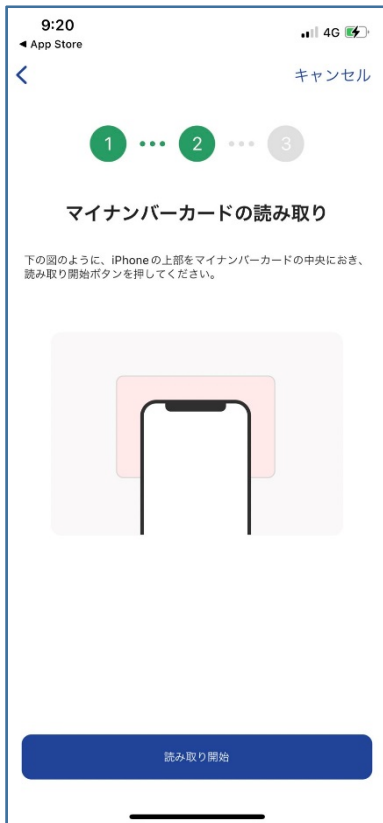 9:20
4G
◀ App Store
キャンセル
1 ••• 2 ••• 3
マイナンバーカードの読み取り
下の図のように、iPhoneの上部をマイナンバーカードの中央におき、
読み取り開始ボタンを押してください。
読み取り開始